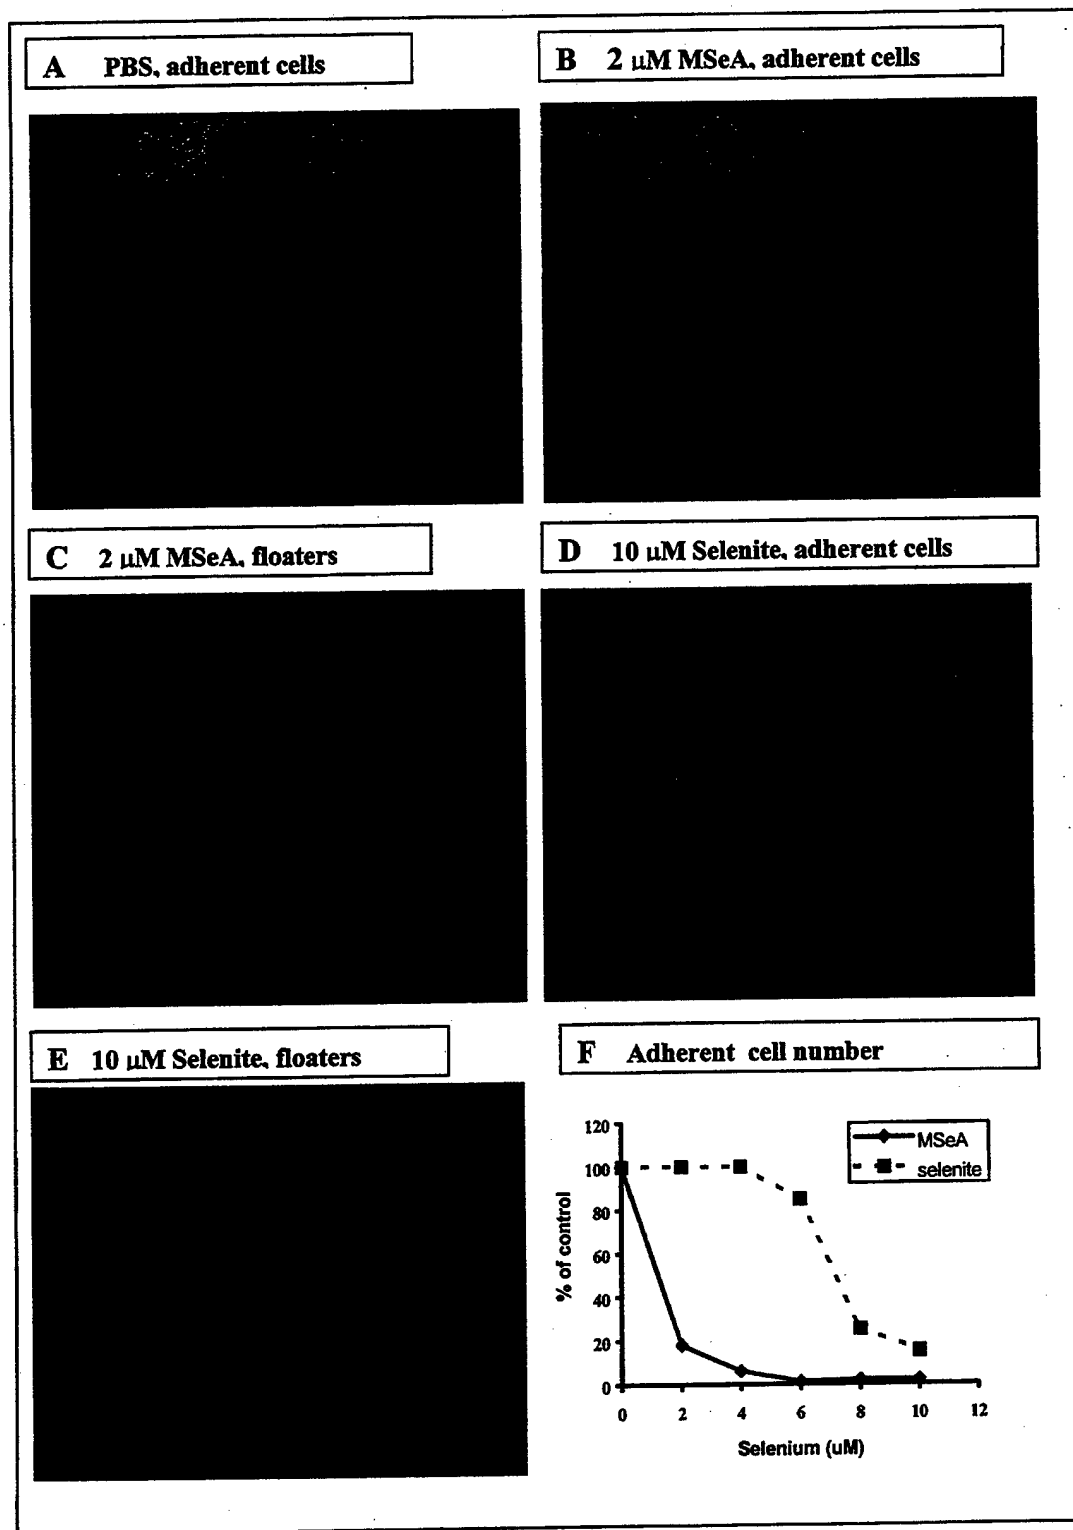 A PBS, adherent cells
B 2 µM MSeA, adherent cells
C 2 µM MSeA, floaters
D 10 µM Selenite, adherent cells
E 10 µM Selenite, floaters
F Adherent cell number
120
100
80
60
40
20
0
% of control
MSeA
selenite
0 2 4 6 8 10 12
Selenium (uM)